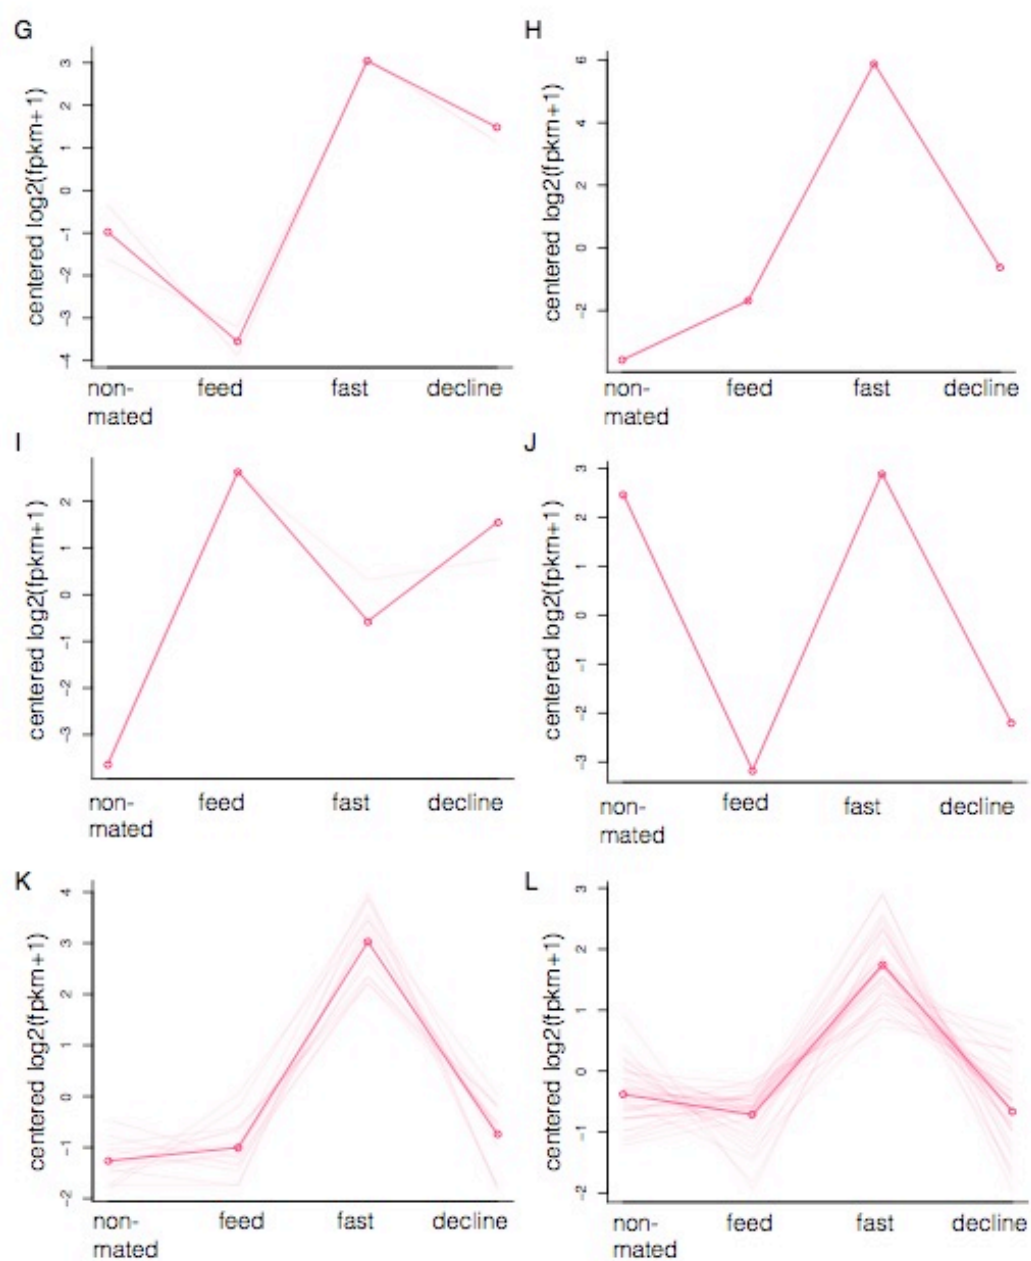 G
centered log2(fpkm+1)
3
2
1
0
-1
-2
-3
-4
non-
mated
feed
fast
decline
H
centered log2(fpkm+1)
6
4
2
0
-2
non-
mated
feed
fast
decline
I
centered log2(fpkm+1)
2
1
0
-1
-2
-3
non-
mated
feed
fast
decline
J
centered log2(fpkm+1)
3
2
1
0
-1
-2
-3
non-
mated
feed
fast
decline
K
centered log2(fpkm+1)
4
3
2
1
0
-1
-2
non-
mated
feed
fast
decline
L
centered log2(fpkm+1)
3
2
1
0
-1
-2
non-
mated
feed
fast
decline